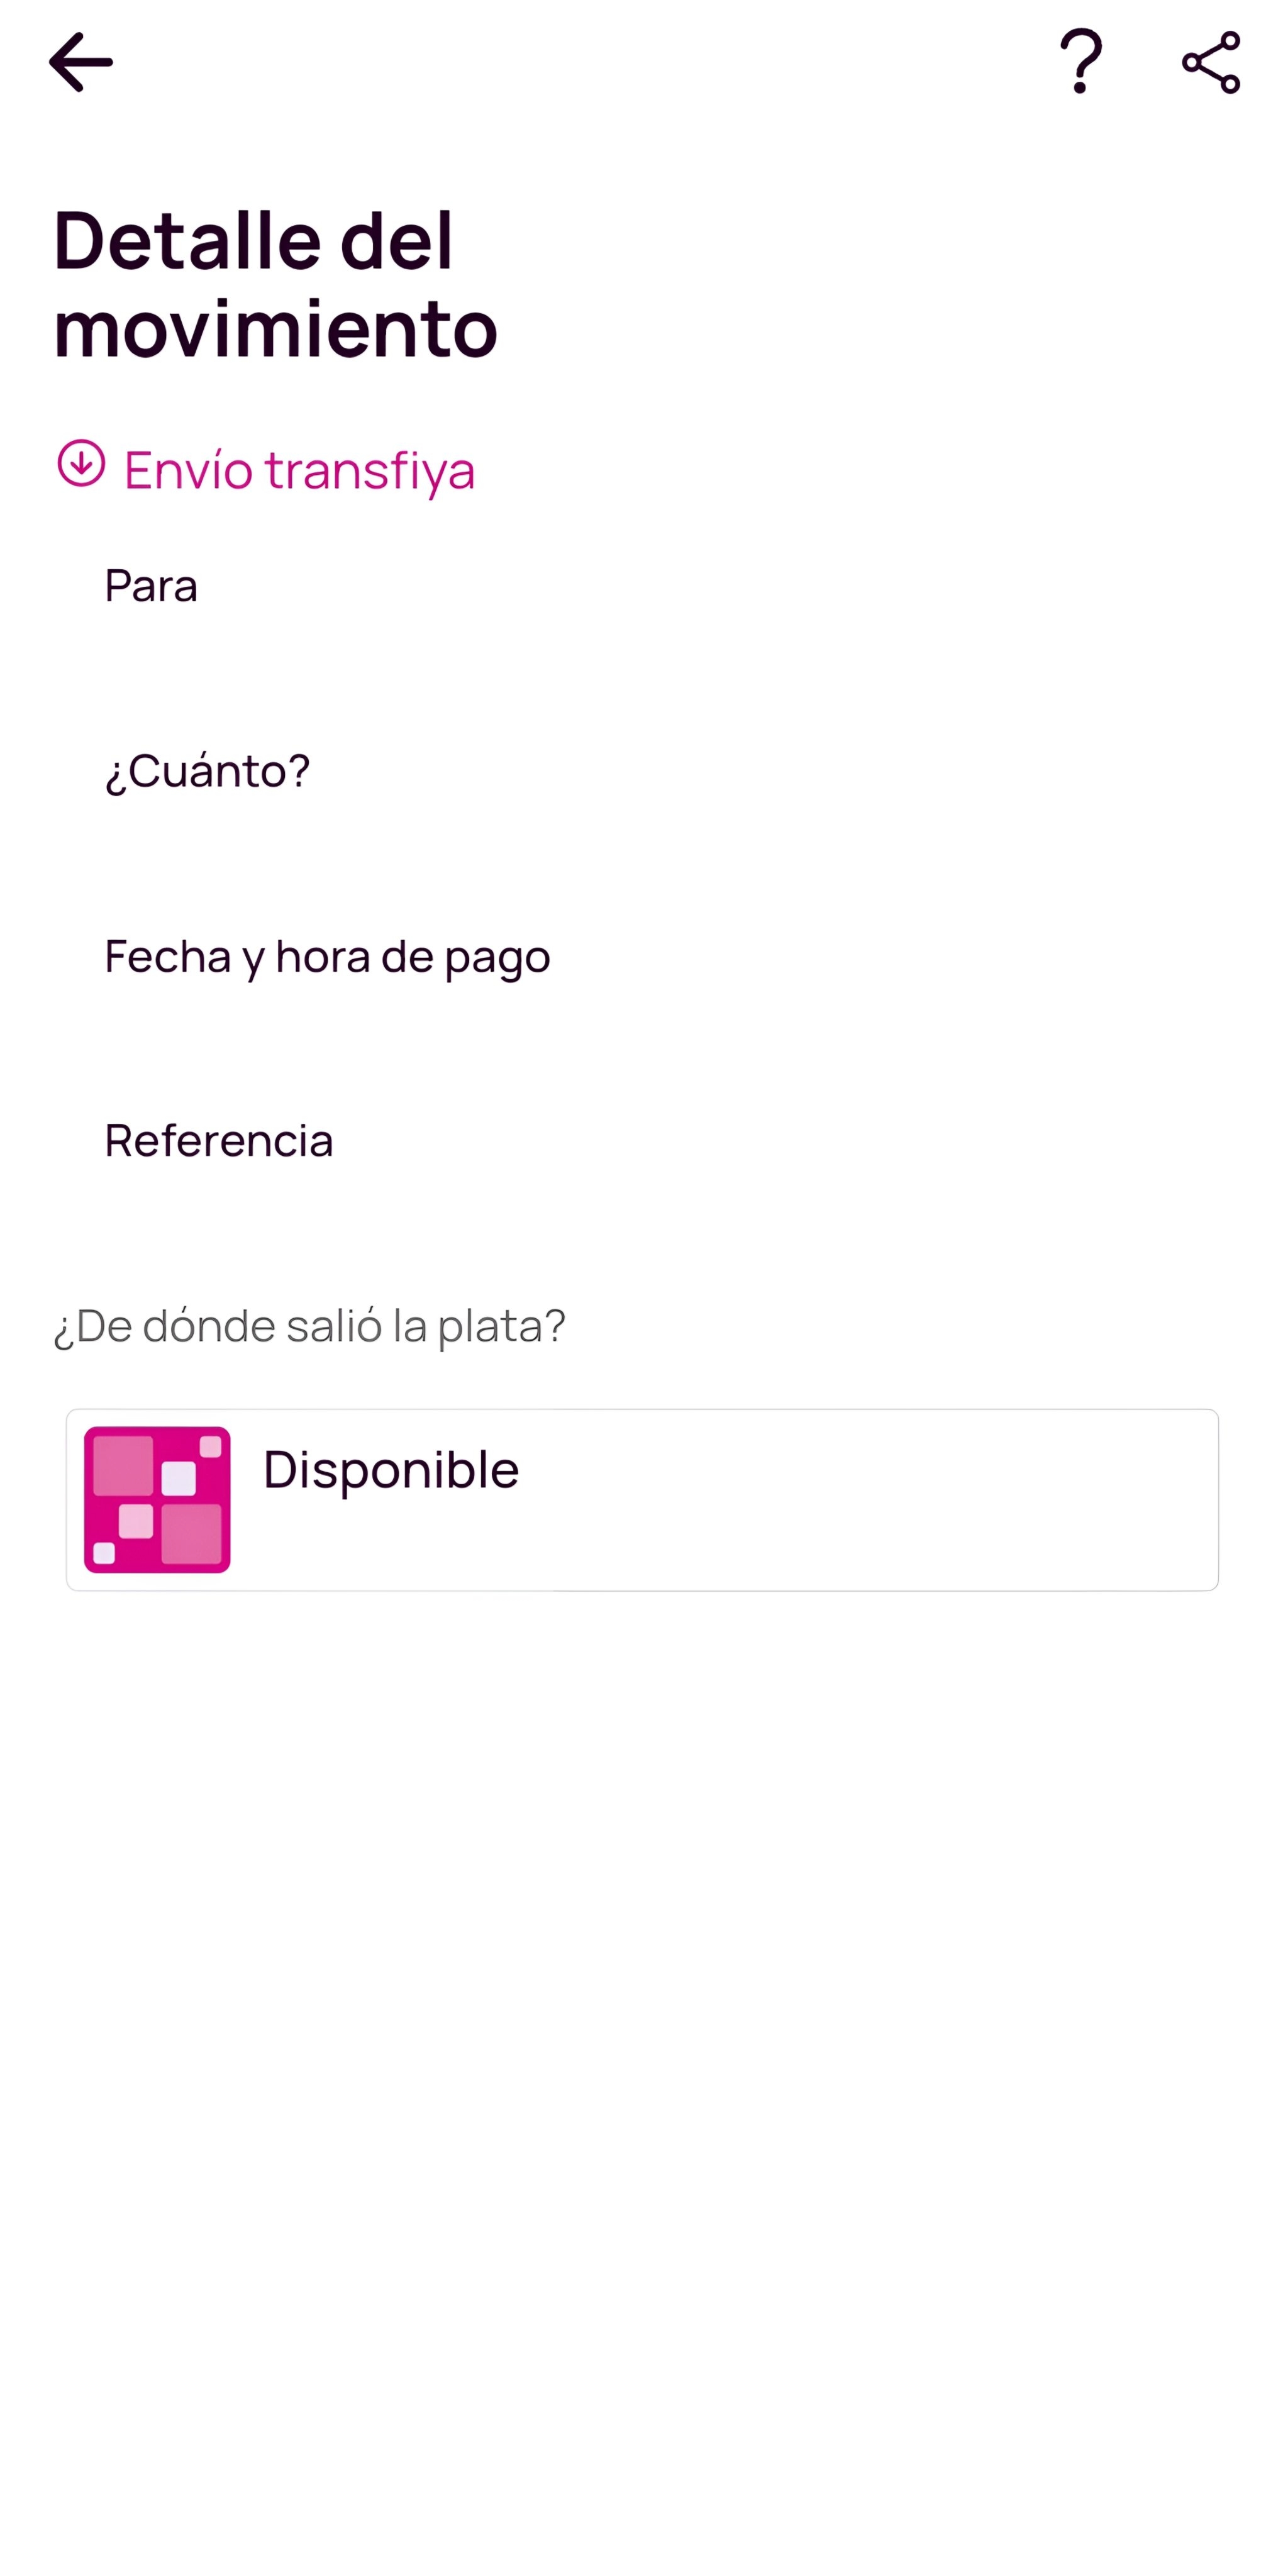 Detalle del
movimiento
Envío transfiya
Para
¿Cuánto?
Fecha y hora de pago
Referencia
¿De dónde salió la plata?
Disponible